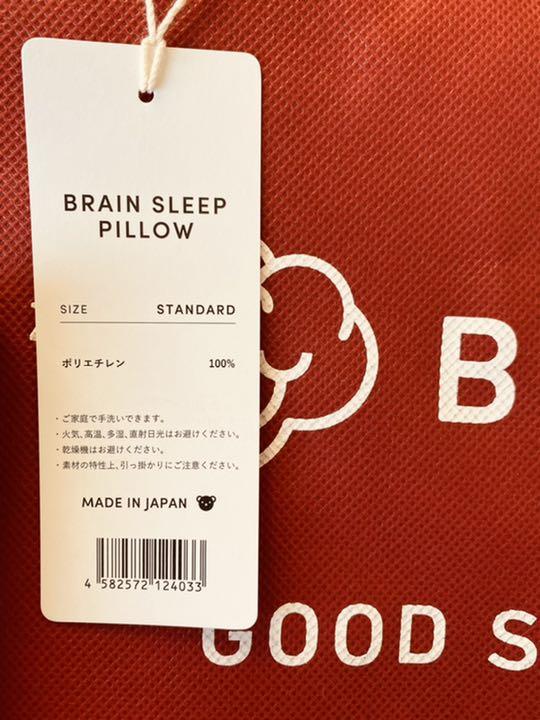 BRAIN SLEEP
PILLOW
SIZE STANDARD
ポリエチレン 100%
・ご家庭で手洗いできます。
・火気、高温、多湿、直射日光はお避けください。
・乾燥機はお避けください。
・素材の特性上、引っ掛かりにご注意ください。
MADE IN JAPAN
4 582572 124033
B
GOOD S